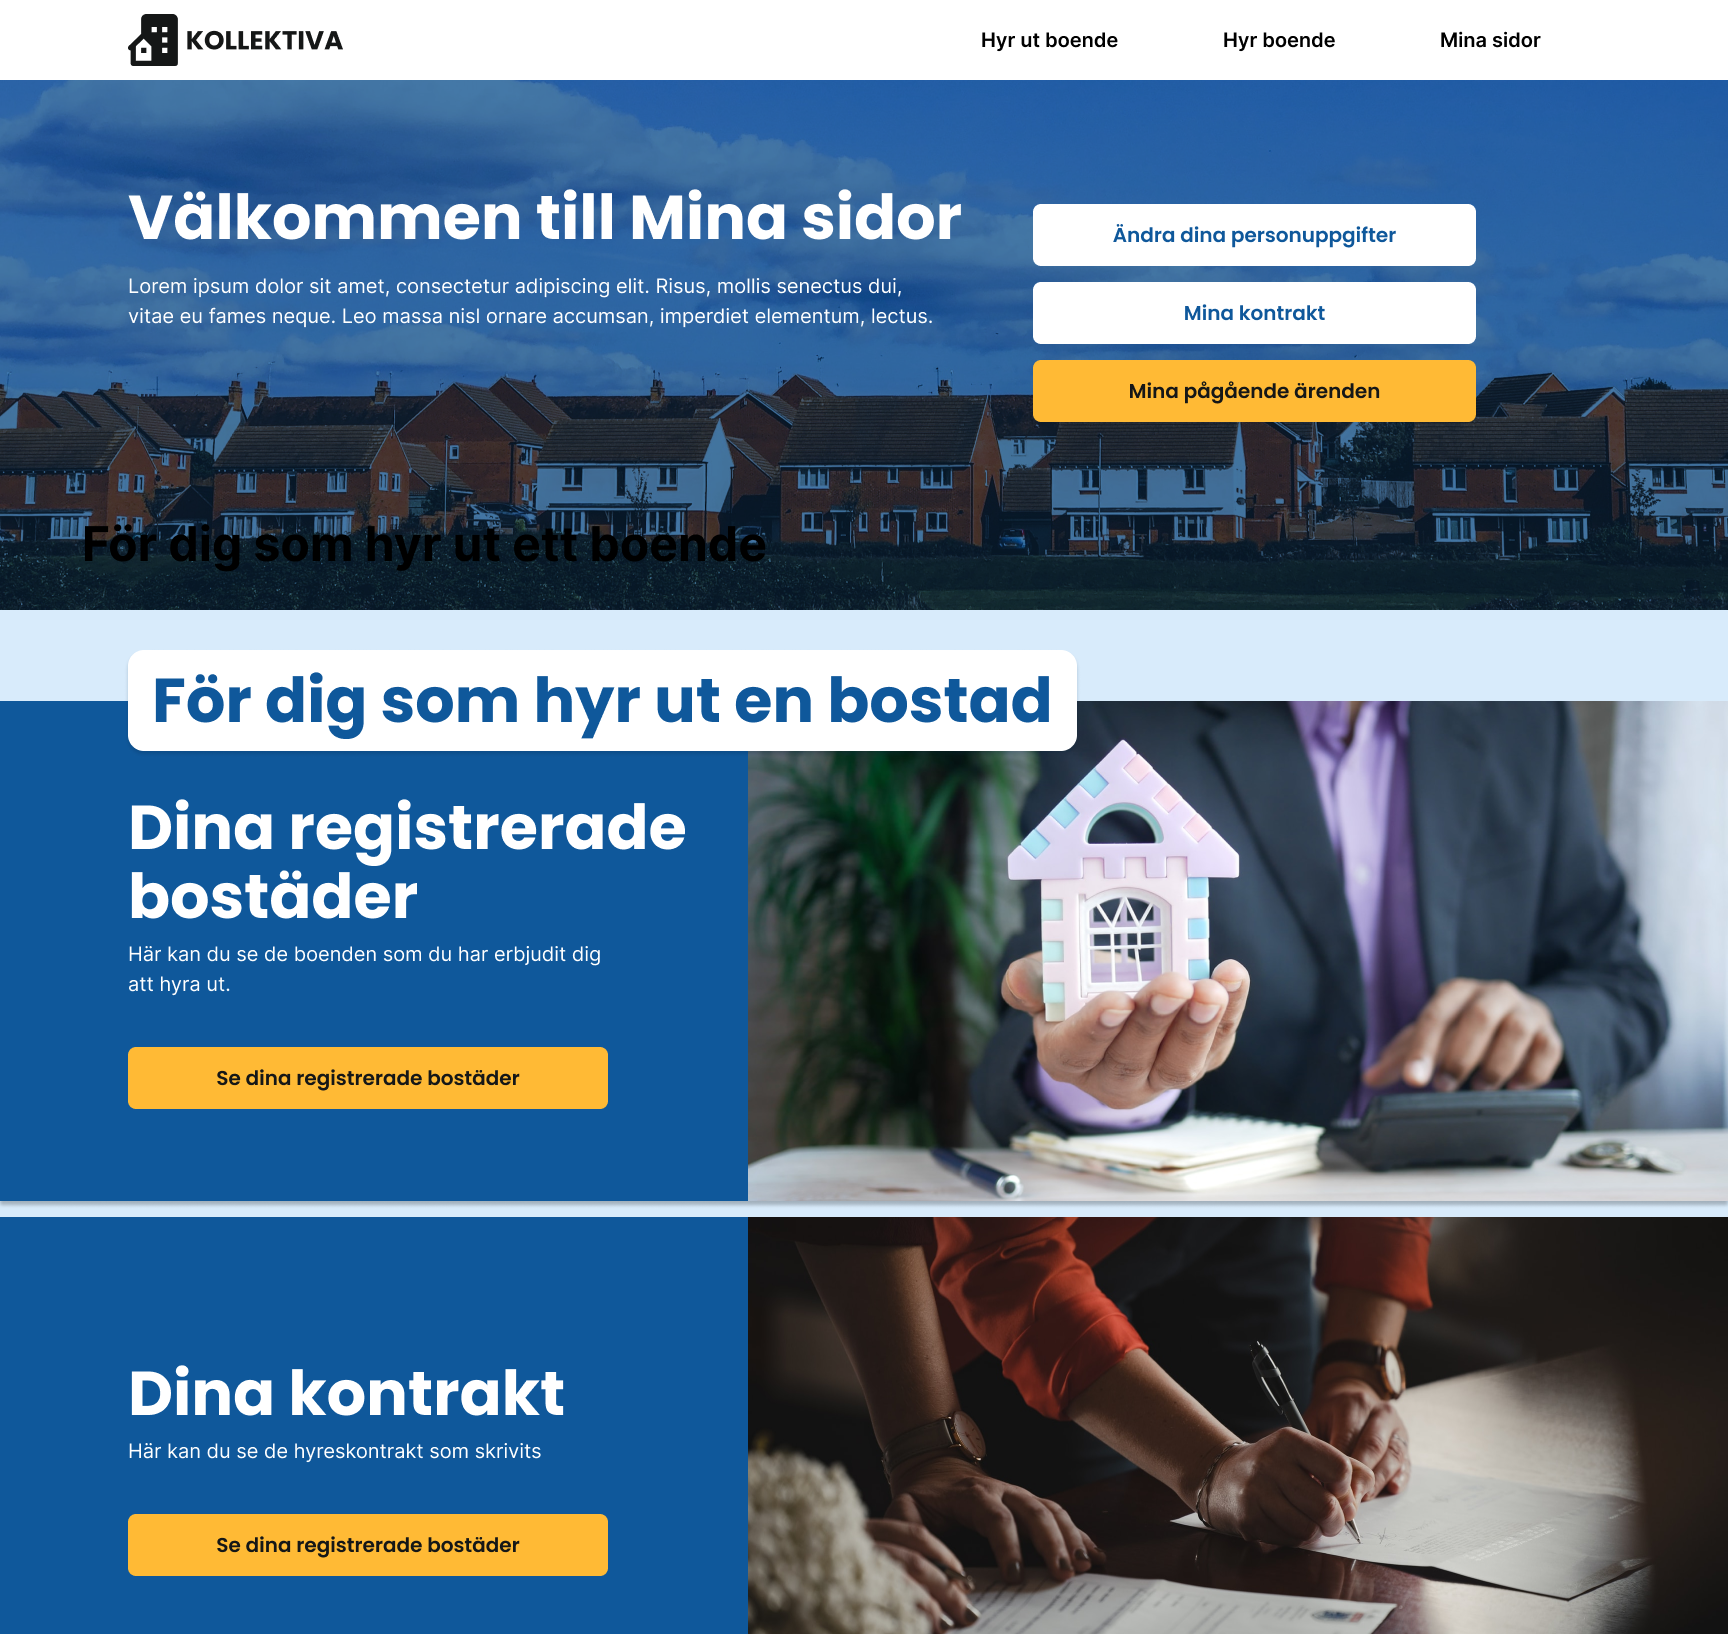 KOLLEKTIVA
Hyr ut boende
Hyr boende
Mina sidor
Välkommen till Mina sidor
Lorem ipsum dolor sit amet, consectetur adipiscing elit. Risus, mollis senectus dui,
vitae eu fames neque. Leo massa nisl ornare accumsan, imperdiet elementum, lectus.
Ändra dina personuppgifter
Mina kontrakt
Mina pågående ärenden
För dig som hyr ut ett boende
För dig som hyr ut en bostad
Dina registrerade
bostäder
Här kan du se de boenden som du har erbjudit dig
att hyra ut.
Se dina registrerade bostäder
Dina kontrakt
Här kan du se de hyreskontrakt som skrivits
Se dina registrerade bostäder